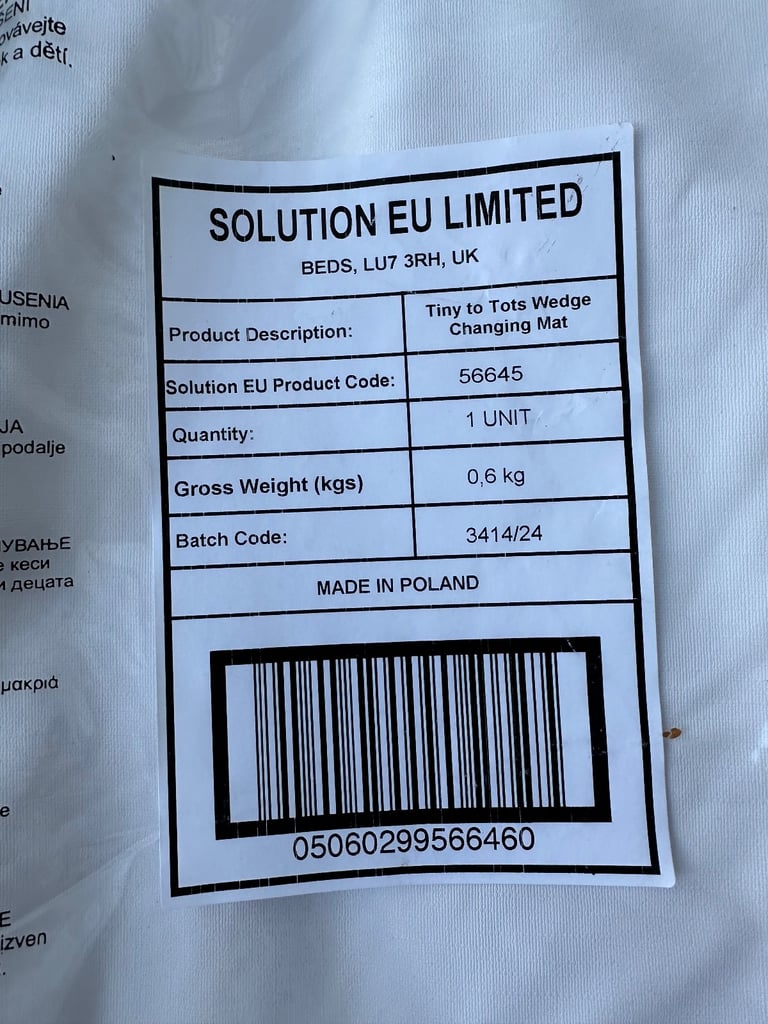 ovávejte
k a dětí.
USENIA
mimo
JA
podalje
УВАЊЕ
е кеси
и децата
μακριά
е
E
izven
SOLUTION EU LIMITED
BEDS, LU7 3RH, UK
Product Description:
Tiny to Tots Wedge
Changing Mat
Solution EU Product Code: 56645
Quantity: 1 UNIT
Gross Weight (kgs) 0,6 kg
Batch Code: 3414/24
MADE IN POLAND
05060299566460